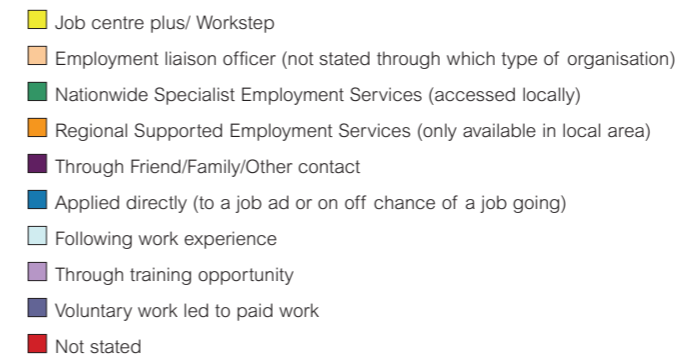 Job centre plus/ Workstep
Employment liaison officer (not stated through which type of organisation)
Nationwide Specialist Employment Services (accessed locally)
Regional Supported Employment Services (only available in local area)
Through Friend/Family/Other contact
Applied directly (to a job ad or on off chance of a job going)
Following work experience
Through training opportunity
Voluntary work led to paid work
Not stated